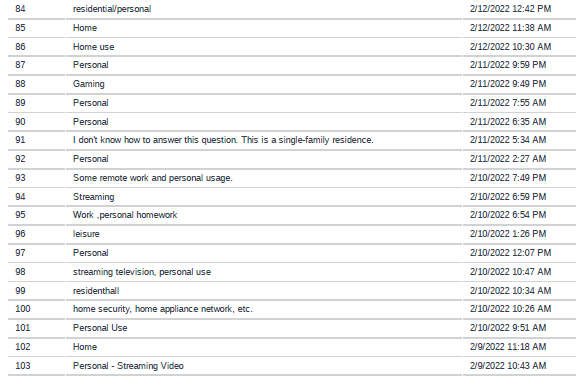 84 residential/personal 2/12/2022 12:42 PM
85 Home 2/12/2022 11:38 AM
86 Home use 2/12/2022 10:30 AM
87 Personal 2/11/2022 9:59 PM
88 Gaming 2/11/2022 9:49 PM
89 Personal 2/11/2022 7:55 AM
90 Personal 2/11/2022 6:35 AM
91 I don't know how to answer this question. This is a single-family residence. 2/11/2022 5:34 AM
92 Personal 2/11/2022 2:27 AM
93 Some remote work and personal usage. 2/10/2022 7:49 PM
94 Streaming 2/10/2022 6:59 PM
95 Work ,personal homework 2/10/2022 6:54 PM
96 leisure 2/10/2022 1:26 PM
97 Personal 2/10/2022 12:07 PM
98 streaming television, personal use 2/10/2022 10:47 AM
99 residenthall 2/10/2022 10:34 AM
100 home security, home appliance network, etc. 2/10/2022 10:26 AM
101 Personal Use 2/10/2022 9:51 AM
102 Home 2/9/2022 11:18 AM
103 Personal - Streaming Video 2/9/2022 10:43 AM